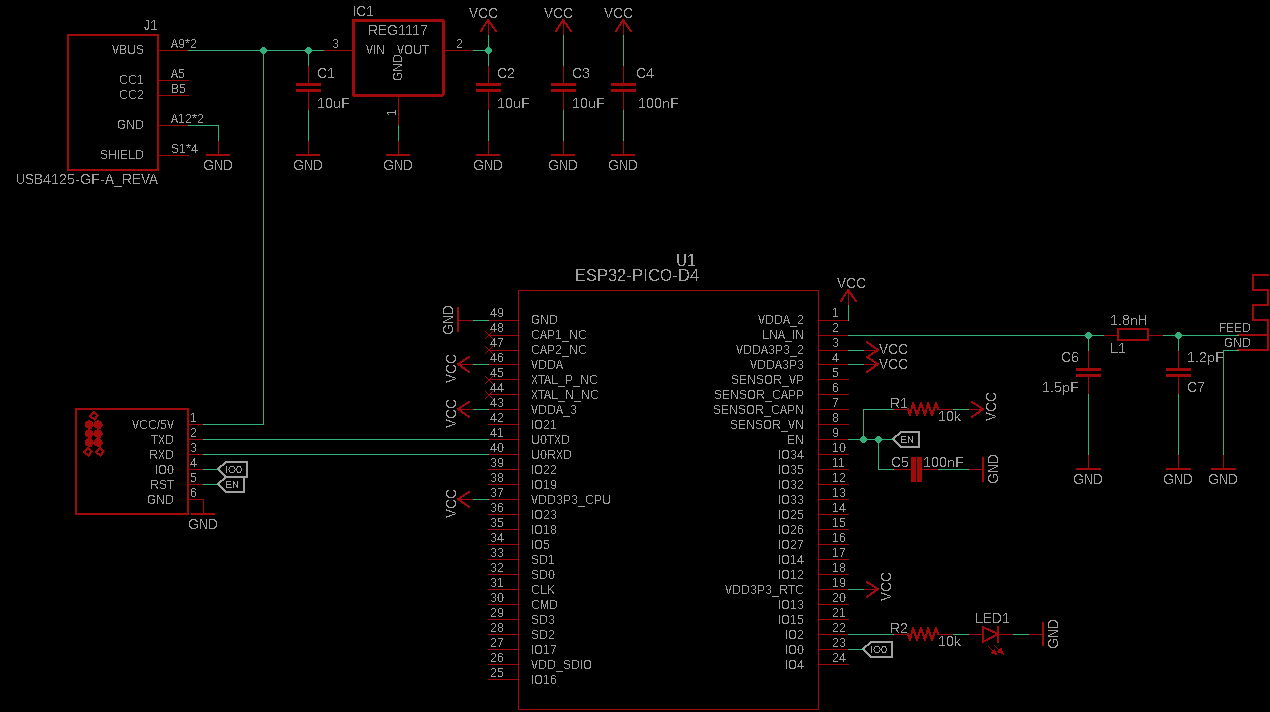 J1
VBUS A9*2
CC1 A5
CC2 B5
GND A12*2
SHIELD S1*4
USB4125-GF-A_REVA
GND
C1
10uF
GND
IC1
REG1117
3 VIN VOUT 2
GND
1
GND
VCC
C2
10uF
GND
VCC
C3
10uF
GND
VCC
C4
100nF
GND
VCC/5V 1
TXD 2
RXD 3
IO0 4 IO0
RST 5 EN
GND 6
GND
U1
ESP32-PICO-D4
GND 49 GND
48 CAP1_NC
47 CAP2_NC
VCC 46 VDDA
45 XTAL_P_NC
44 XTAL_N_NC
VCC 43 VDDA_3
42 IO21
41 U0TXD
40 U0RXD
39 IO22
38 IO19
VCC 37 VDD3P3_CPU
36 IO23
35 IO18
34 IO5
33 SD1
32 SD0
31 CLK
30 CMD
29 SD3
28 SD2
27 IO17
26 VDD_SDIO
25 IO16
VCC
VDDA_2 1
LNA_IN 2
VDDA3P3_2 3 VCC
VDDA3P3 4 VCC
SENSOR_VP 5
SENSOR_CAPP 6
SENSOR_CAPN 7
SENSOR_VN 8
EN 9 EN
IO34 10
IO35 11
IO32 12
IO33 13
IO25 14
IO26 15
IO27 16
IO14 17
IO12 18
VDD3P3_RTC 19 VCC
IO13 20
IO15 21
IO2 22
IO0 23 IO0
IO4 24
R1
10k
VCC
C5 100nF
GND
R2
10k
LED1
GND
1.8nH
L1
C6
1.5pF
GND
1.2pF
C7
GND
FEED
GND
GND